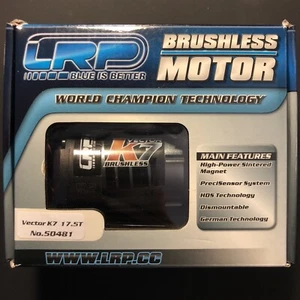 LRP
BLUE IS BETTER
BRUSHLESS
MOTOR
WORLD CHAMPION TECHNOLOGY
K7
BRUSHLESS
MAIN FEATURES
High-Power Sintered
Magnet
PreciSensor System
HDS Technology
Dismountable
German Technology
Vector K7 17.5T
No.50481
WWW.LRP.CC